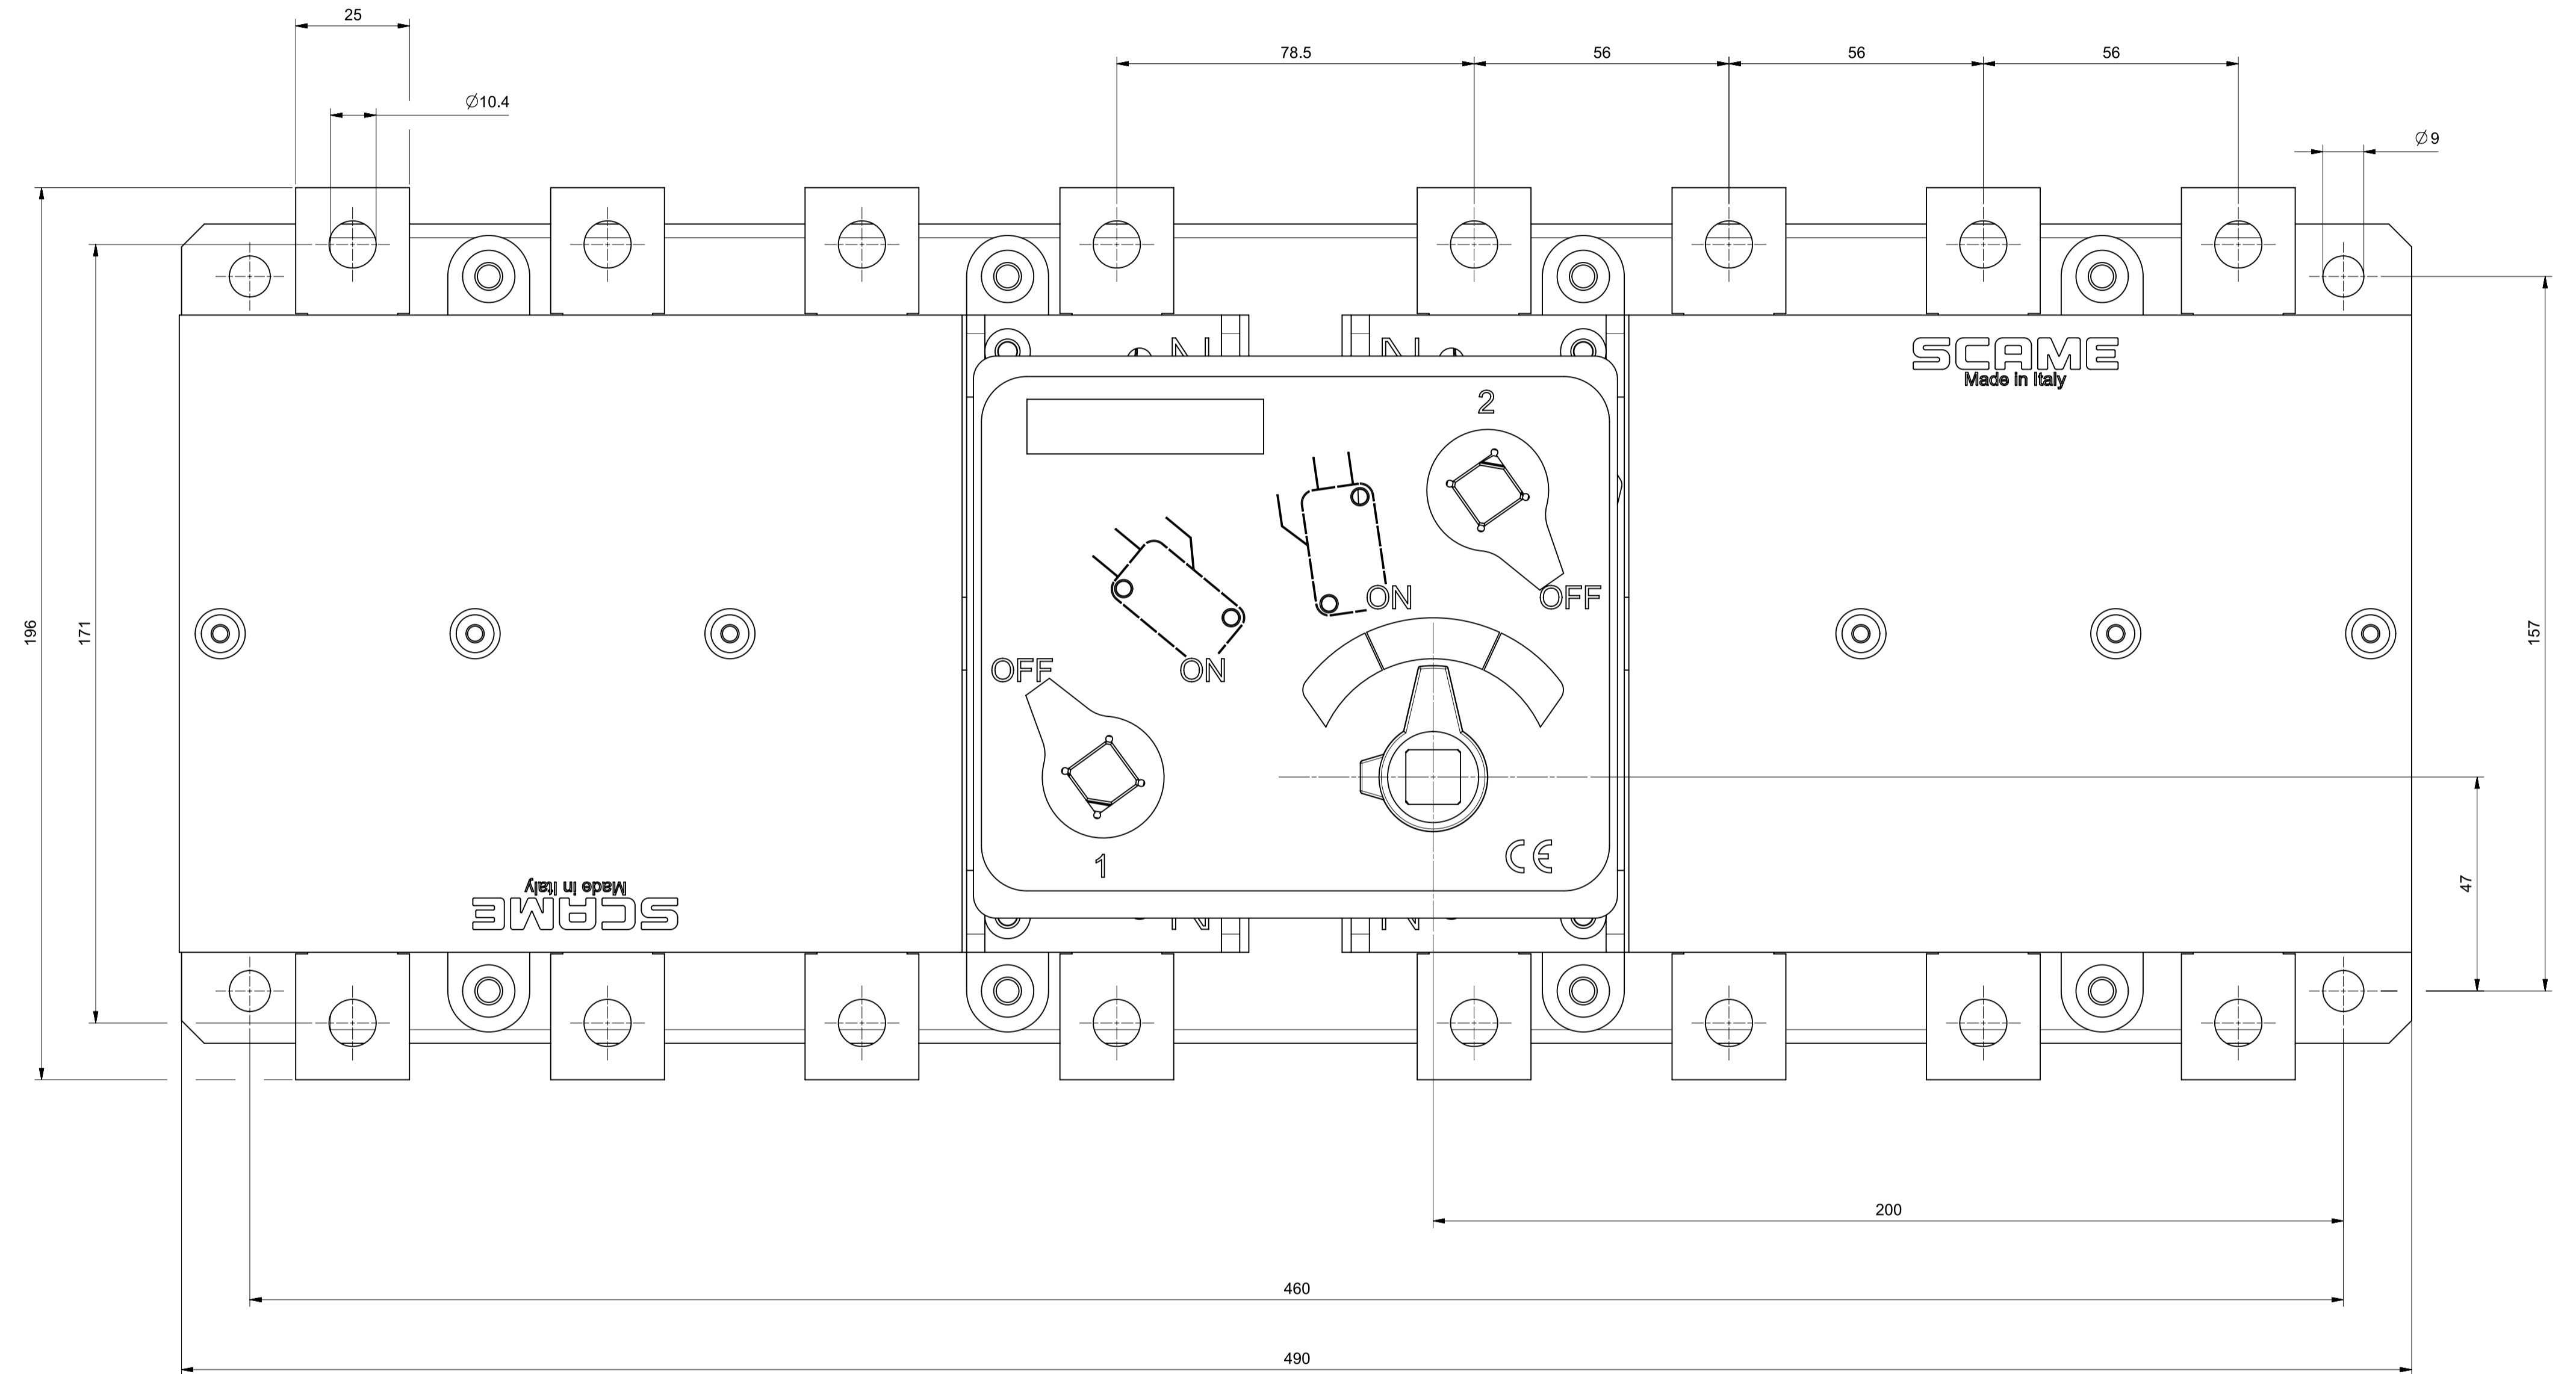 25
78.5
56
56
56
Ø10.4
Ø9
N
N
SCAME
Made in Italy
2
ON
OFF
196
171
157
OFF
ON
47
1
CE
Made in Italy
SCAME
N
N
200
460
490